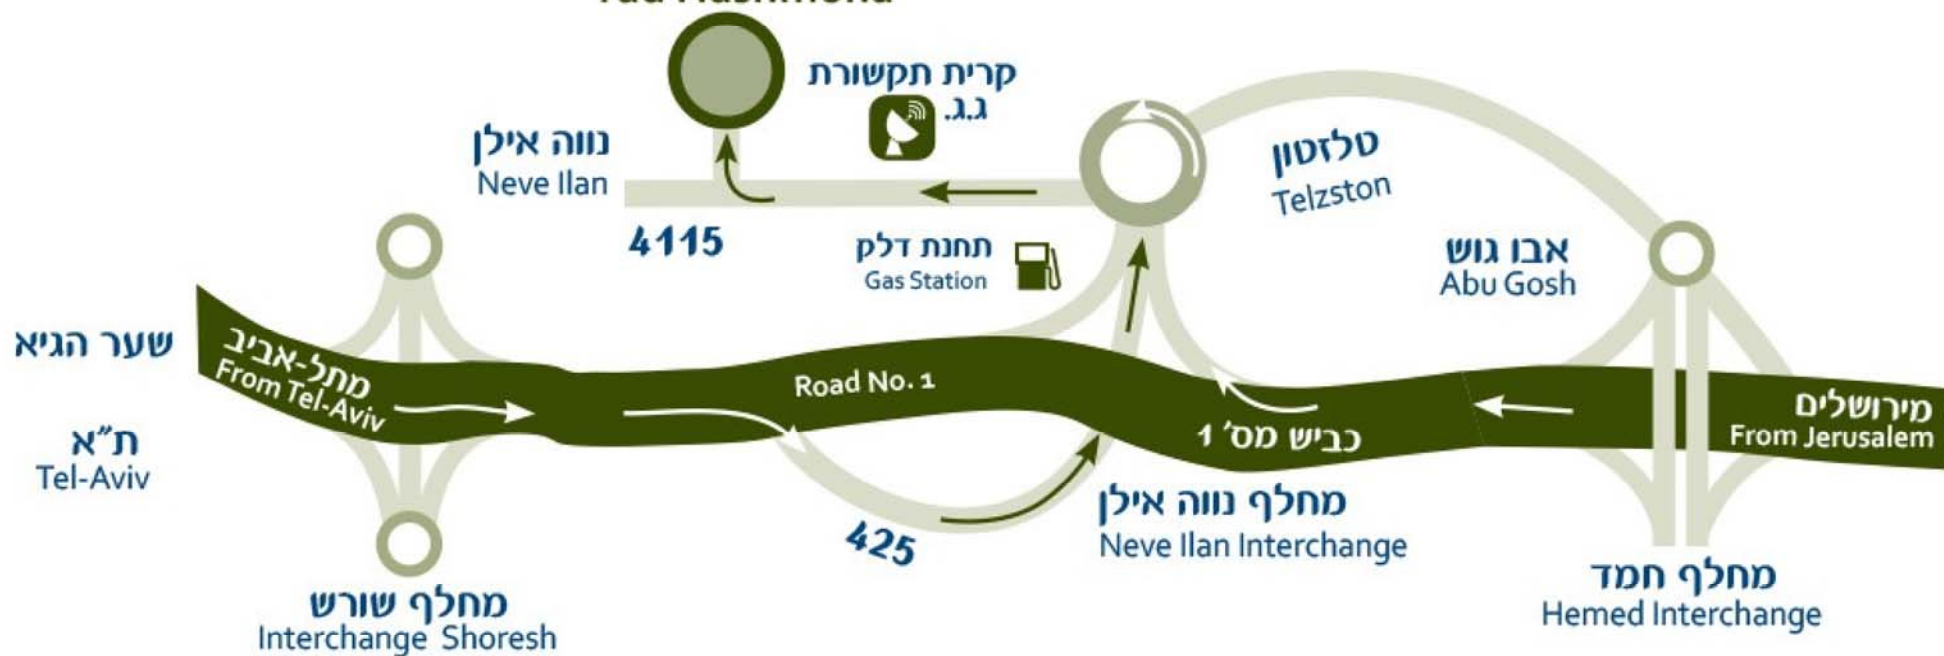 קרית תקשורת
ג.ג.
נווה אילן
Neve Ilan
טלזסטון
Telzston
4115
תחנת דלק
Gas Station
אבו גוש
Abu Gosh
שער הגיא
מתל-אביב
From Tel-Aviv
Road No. 1
כביש מס' 1
מירושלים
From Jerusalem
ת"א
Tel-Aviv
425
מחלף נווה אילן
Neve Ilan Interchange
מחלף שורש
Interchange Shoresh
מחלף חמד
Hemed Interchange